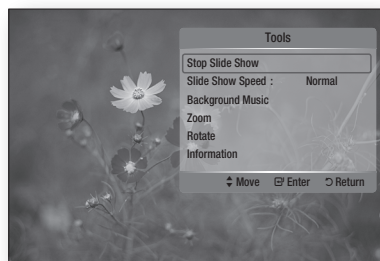 Tools
Stop Slide Show
Slide Show Speed : Normal
Background Music
Zoom
Rotate
Information
Move Enter Return